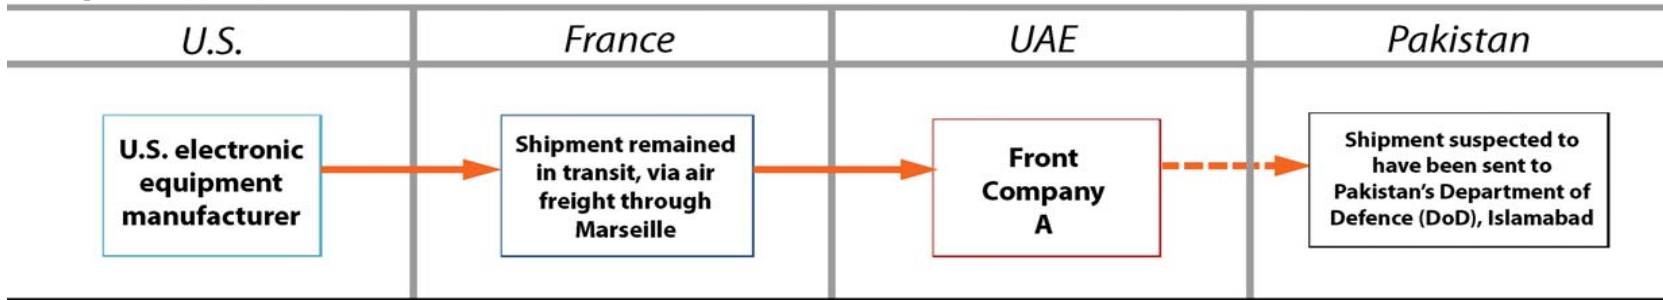 U.S.
France
UAE
Pakistan
U.S. electronic
equipment
manufacturer
Shipment remained
in transit, via air
freight through
Marseille
Front
Company
A
Shipment suspected to
have been sent to
Pakistan’s Department of
Defence (DoD), Islamabad